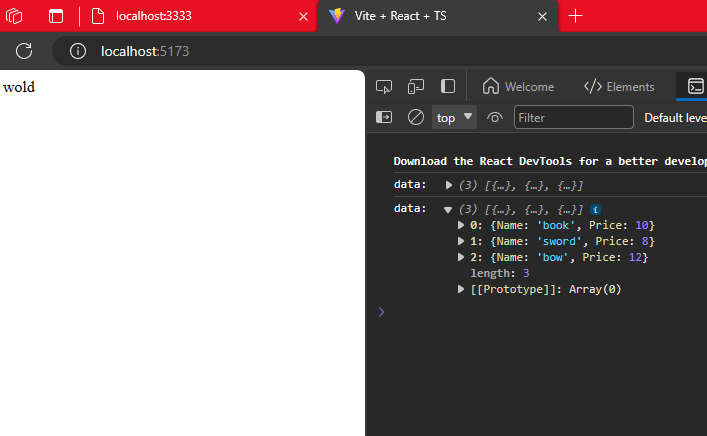 localhost:3333
Vite + React + TS
localhost:5173
wold
Welcome
Elements
top
Filter
Default leve
Download the React DevTools for a better develop
data: (3) [{…}, {…}, {…}]
data: (3) [{…}, {…}, {…}] i
0: {Name: 'book', Price: 10}
1: {Name: 'sword', Price: 8}
2: {Name: 'bow', Price: 12}
length: 3
[[Prototype]]: Array(0)